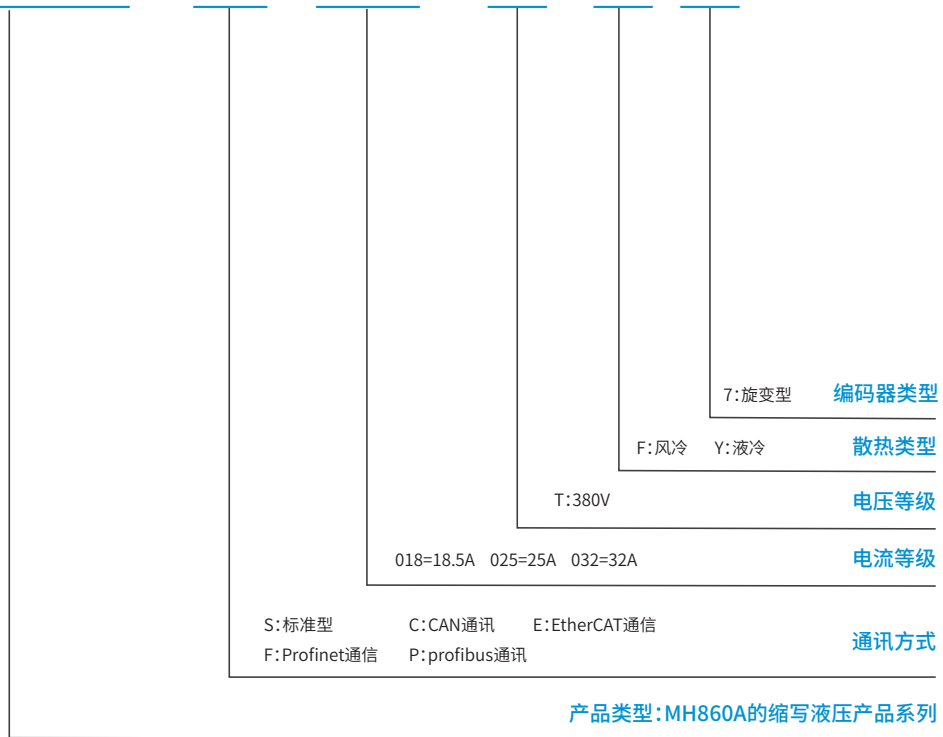 7:旋变型 编码器类型
F:风冷 Y:液冷 散热类型
T:380V 电压等级
018=18.5A 025=25A 032=32A 电流等级
S:标准型 C:CAN通讯 E:EtherCAT通信
通讯方式
F:Profinet通信 P:profibus通讯
产品类型:MH860A的缩写液压产品系列